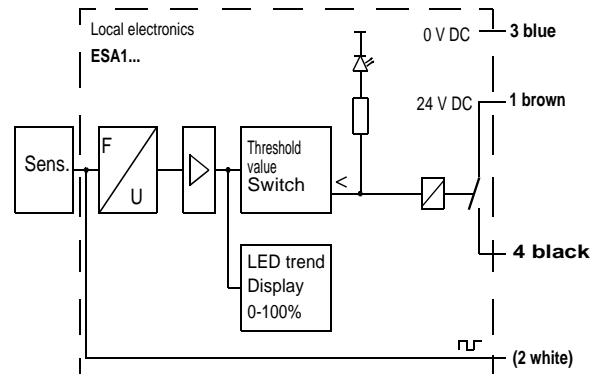 Local electronics
ESA1...
0 V DC
3 blue
24 V DC
1 brown
Sens.
F
U
Threshold
value
Switch
<
4 black
LED trend
Display
0-100%
(2 white)